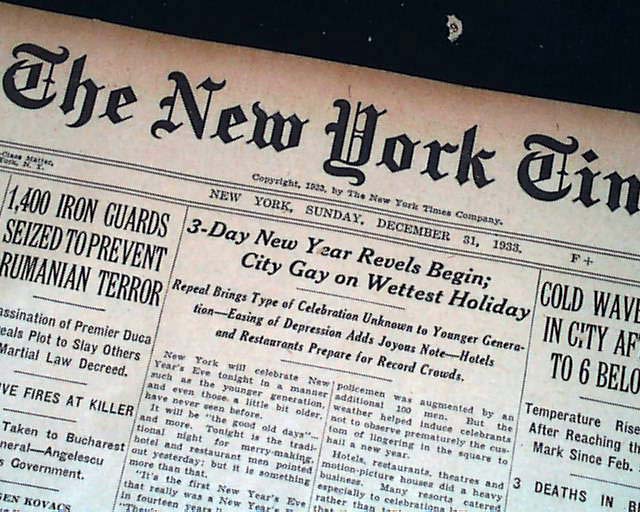 The New York Tim
-Class Matter,
York, N. Y.
Copyright, 1933, by The New York Times Company.
NEW YORK, SUNDAY, DECEMBER 31, 1933.
F+
1,400 IRON GUARDS
SEIZED TO PREVENT
RUMANIAN TERROR
assination of Premier Duca
eals Plot to Slay Others
Martial Law Decreed.
VE FIRES AT KILLER
Taken to Bucharest
neral—Angelescu
s Government.
GEN KOVACS
3-Day New Year Revels Begin;
City Gay on Wettest Holiday
Repeal Brings Type of Celebration Unknown to Younger Genera-
tion—Easing of Depression Adds Joyous Note—Hotels
and Restaurants Prepare for Record Crowds.
New York will celebrate New
Year's Eve tonight in a manner
such as the younger generation,
and even those a little bit older,
have never seen before.
It will be "the good old days"
and more. Tonight is the tradi-
tional night for merry-making,
hotel and restaurant men pointed
out yesterday; but it is something
more than that.
"It's the first New Year's Eve
that really was a New Year's E
in fourteen years
policemen was augmented by an
additional 100 men. But the
weather helped induce celebrants
not to observe prematurely the cus-
tom of lingering in the square to
hail a new year.
Hotels, restaurants, theatres and
motion-picture houses did a heavy
business. Many resorts catered
especially to celebrations
rather than
COLD WAVE
IN CITY AF
TO 6 BELO
Temperature Rise
After Reaching th
Mark Since Feb.
3 DEATHS IN B